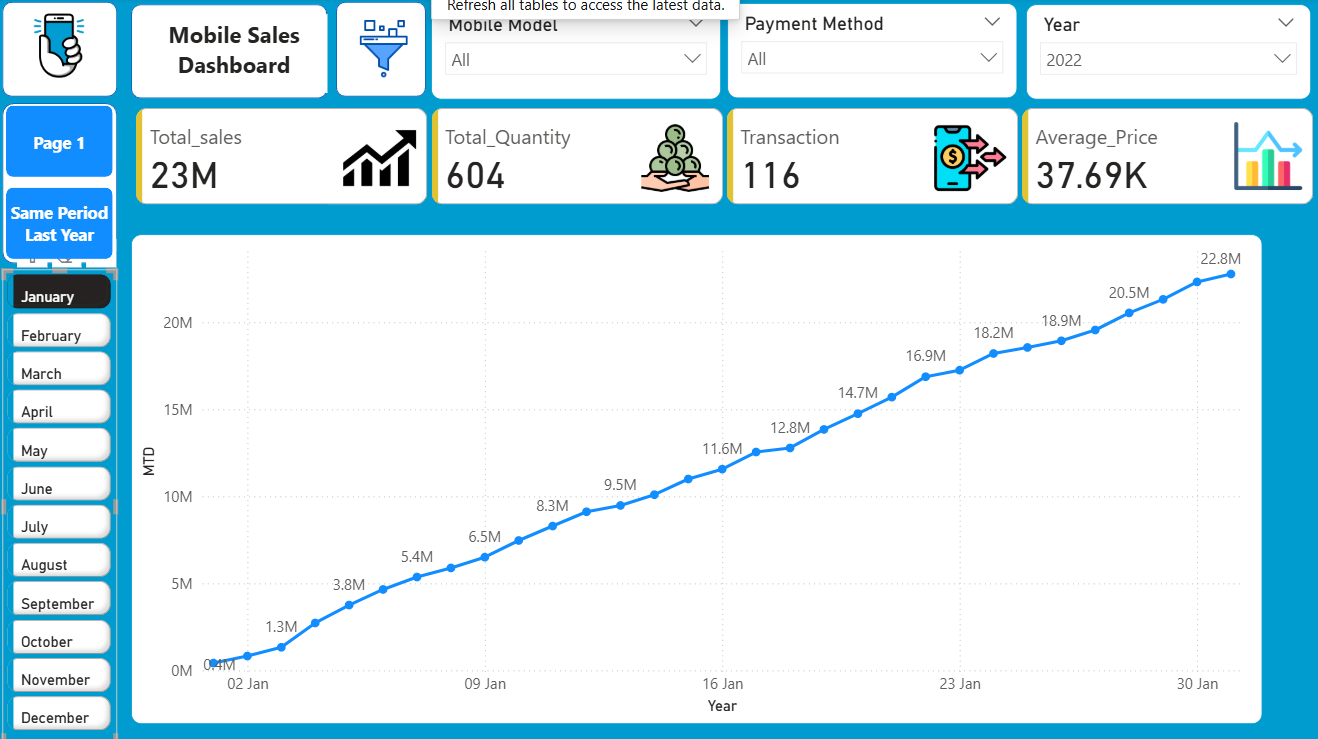 Refresh all tables to access the latest data.
Mobile Sales
Dashboard
Mobile Model
All
Payment Method
All
Year
2022
Page 1
Same Period
Last Year
Total_sales
23M
Total_Quantity
604
Transaction
116
$
Average_Price
37.69K
January
February
March
April
May
June
July
August
September
October
November
December
MTD
20M
15M
10M
5M
0M
0.4M
1.3M
3.8M
5.4M
6.5M
8.3M
9.5M
11.6M
12.8M
14.7M
16.9M
18.2M
18.9M
20.5M
22.8M
02 Jan
09 Jan
16 Jan
23 Jan
30 Jan
Year